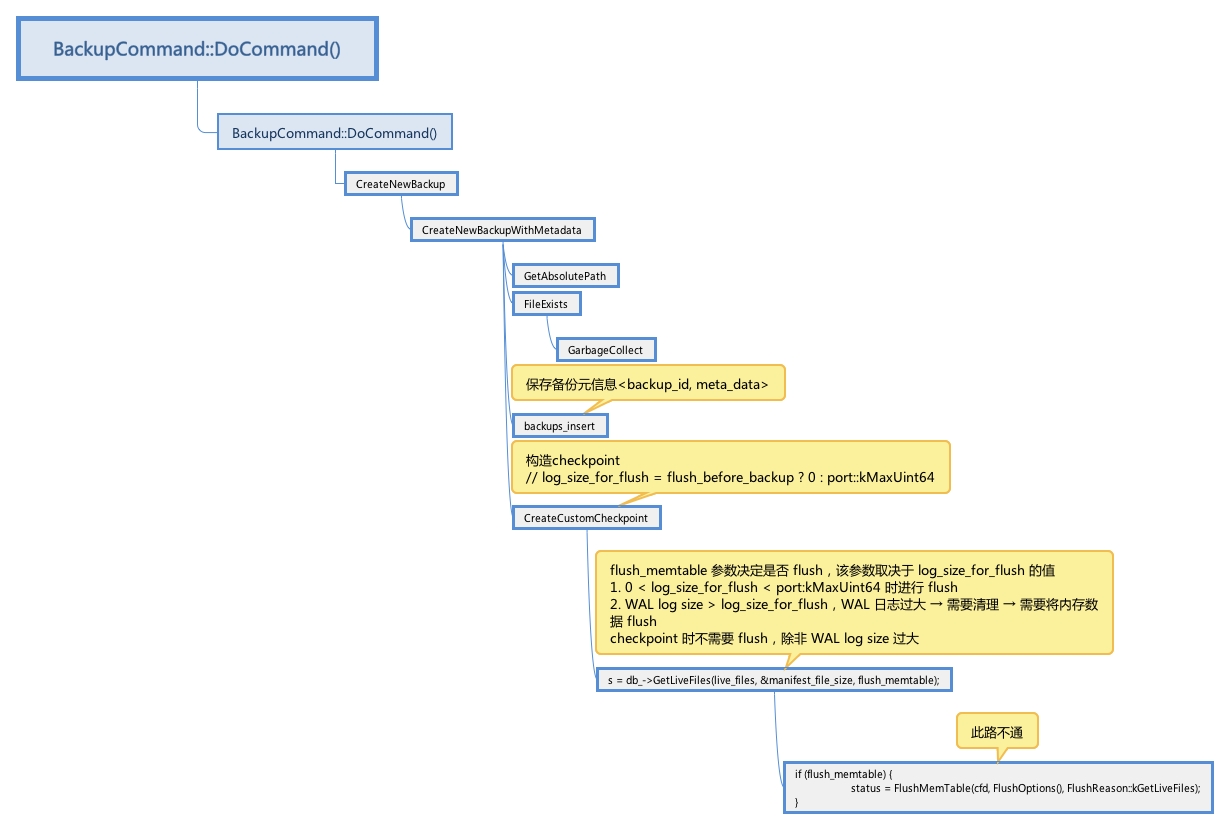 BackupCommand::DoCommand()
BackupCommand::DoCommand()
CreateNewBackup
CreateNewBackupWithMetadata
GetAbsolutePath
FileExists
GarbageCollect
保存备份元信息<backup_id, meta_data>
backups_insert
构造checkpoint
// log_size_for_flush = flush_before_backup ? 0 : port::kMaxUint64
CreateCustomCheckpoint
flush_memtable 参数决定是否 flush，该参数取决于 log_size_for_flush 的值
1. 0 < log_size_for_flush < port:kMaxUint64 时进行 flush
2. WAL log size > log_size_for_flush，WAL 日志过大 → 需要清理 → 需要将内存数
据 flush
checkpoint 时不需要 flush，除非 WAL log size 过大
s = db_->GetLiveFiles(live_files, &manifest_file_size, flush_memtable);
此路不通
if (flush_memtable) {
status = FlushMemTable(cfd, FlushOptions(), FlushReason::kGetLiveFiles);
}